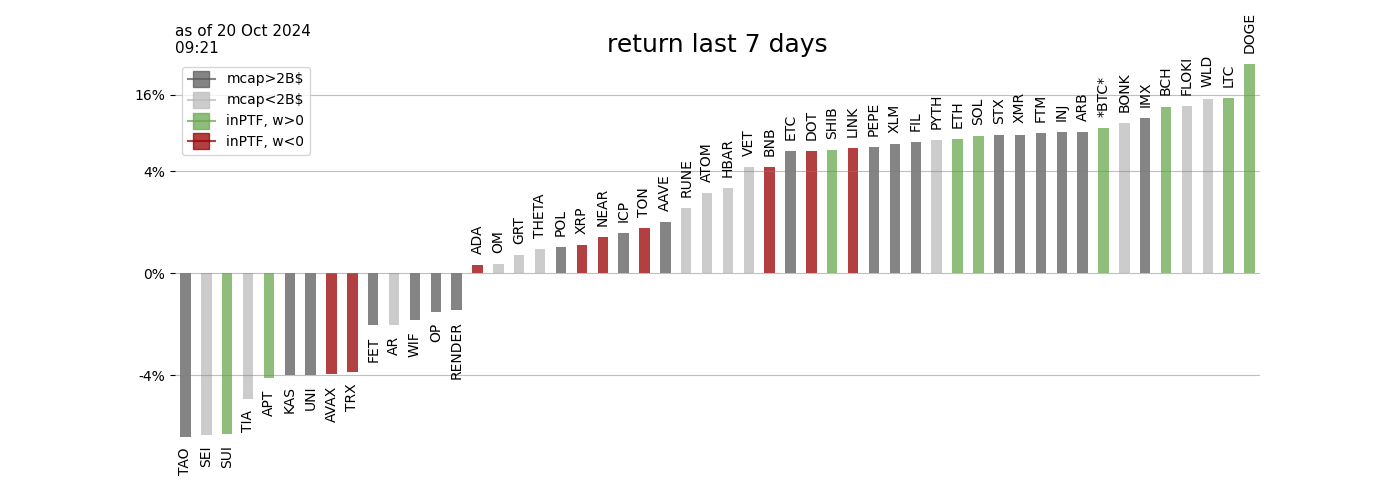 as of 20 Oct 2024
09:21
return last 7 days
mcap>2B$
mcap<2B$
inPTF, w>0
inPTF, w<0
16%
4%
0%
-4%
TAO
SEI
SUI
TIA
APT
KAS
UNI
AVAX
TRX
FET
AR
WIF
OP
RENDER
ADA
OM
GRT
THETA
POL
XRP
NEAR
ICP
TON
AAVE
RUNE
ATOM
HBAR
VET
BNB
ETC
DOT
SHIB
LINK
PEPE
XLM
FIL
PYTH
ETH
SOL
STX
XMR
FTM
INJ
ARB
*BTC*
BONK
IMX
BCH
FLOKI
WLD
LTC
DOGE